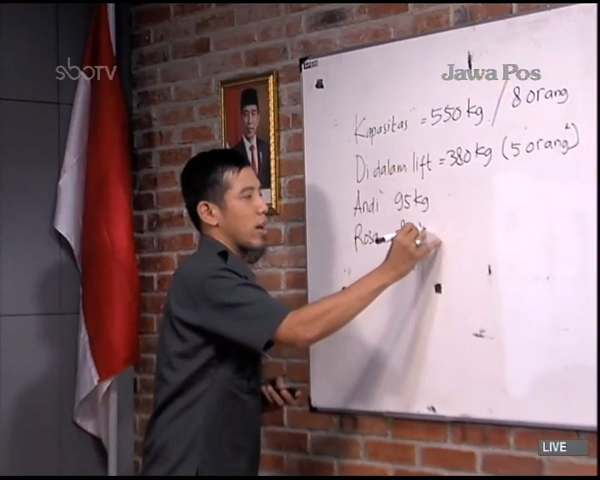 sboTV
Jawa Pos
Kapasitas = 550 kg / 8 orang
Di dalam lift = 380 kg (5 orang)
Andi 95 kg
Rosa
LIVE